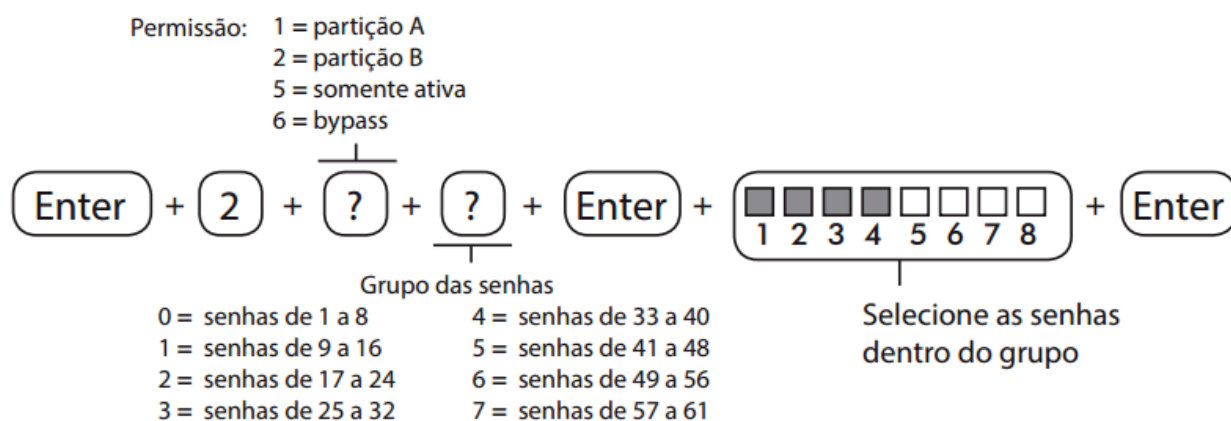 Permissão: 1 = partição A
2 = partição B
5 = somente ativa
6 = bypass
Enter + 2 + ? + ? + Enter + 1 2 3 4 5 6 7 8 + Enter
Grupo das senhas
0 = senhas de 1 a 8 4 = senhas de 33 a 40
1 = senhas de 9 a 16 5 = senhas de 41 a 48
2 = senhas de 17 a 24 6 = senhas de 49 a 56
3 = senhas de 25 a 32 7 = senhas de 57 a 61
Selecione as senhas
dentro do grupo